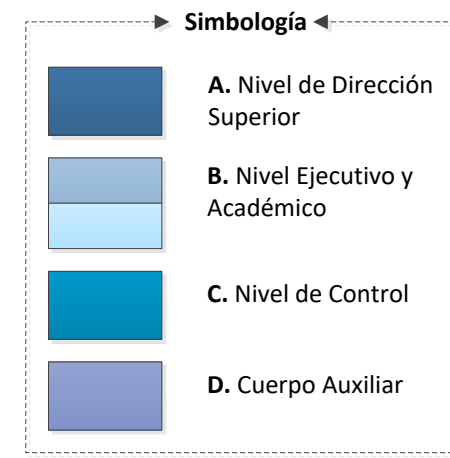 Simbología
A. Nivel de Dirección
Superior
B. Nivel Ejecutivo y
Académico
C. Nivel de Control
D. Cuerpo Auxiliar